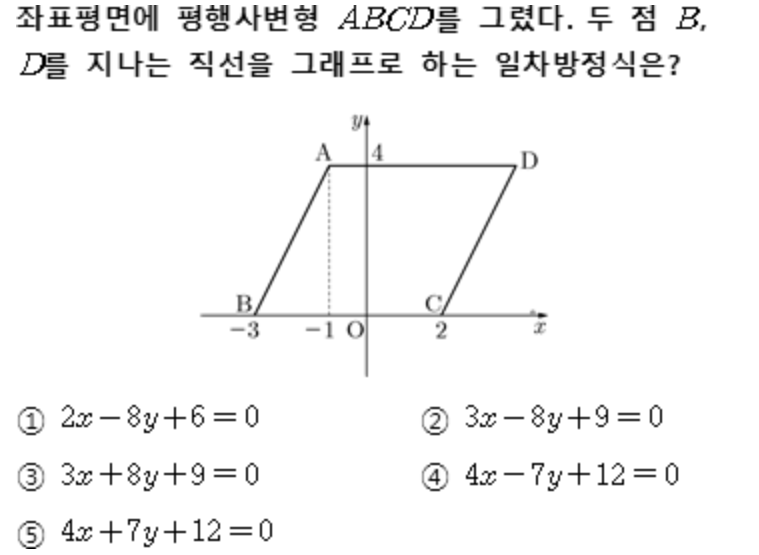 좌표평면에 평행사변형 ABCD를 그렸다. 두 점 B,
D를 지나는 직선을 그래프로 하는 일차방정식은?
y
A 4 D
B C
-3 -1 O 2 x
① 2x-8y+6=0 ② 3x-8y+9=0
③ 3x+8y+9=0 ④ 4x-7y+12=0
⑤ 4x+7y+12=0